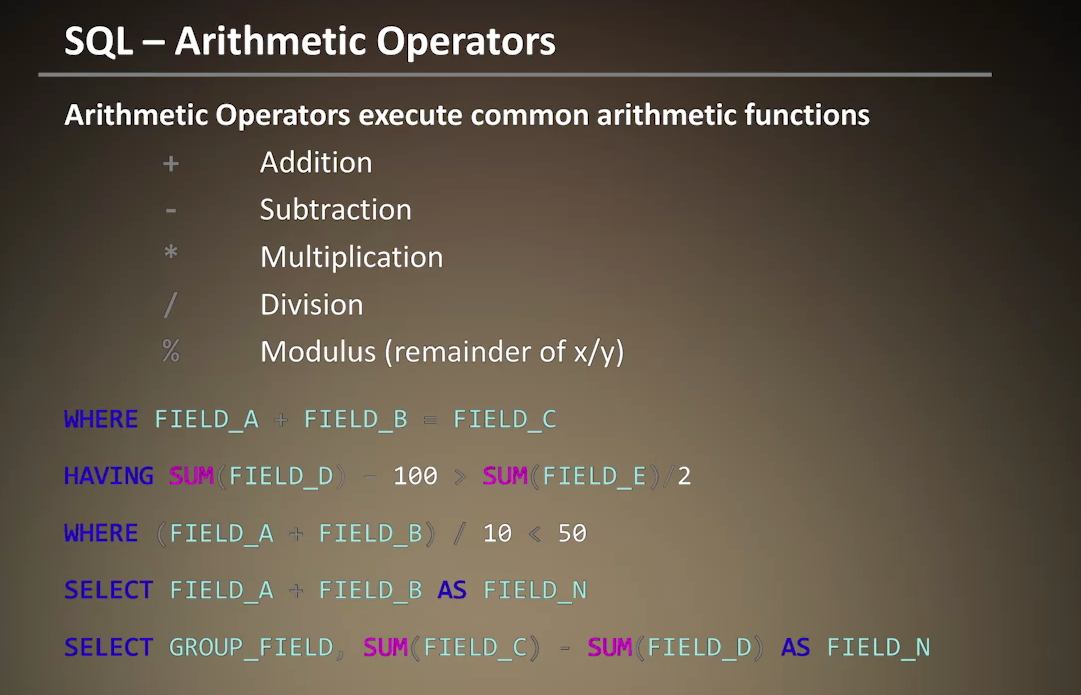 SQL – Arithmetic Operators
Arithmetic Operators execute common arithmetic functions
+ Addition
- Subtraction
* Multiplication
/ Division
% Modulus (remainder of x/y)
WHERE FIELD_A + FIELD_B = FIELD_C
HAVING SUM(FIELD_D) – 100 > SUM(FIELD_E)/2
WHERE (FIELD_A + FIELD_B) / 10 < 50
SELECT FIELD_A + FIELD_B AS FIELD_N
SELECT GROUP_FIELD, SUM(FIELD_C) - SUM(FIELD_D) AS FIELD_N